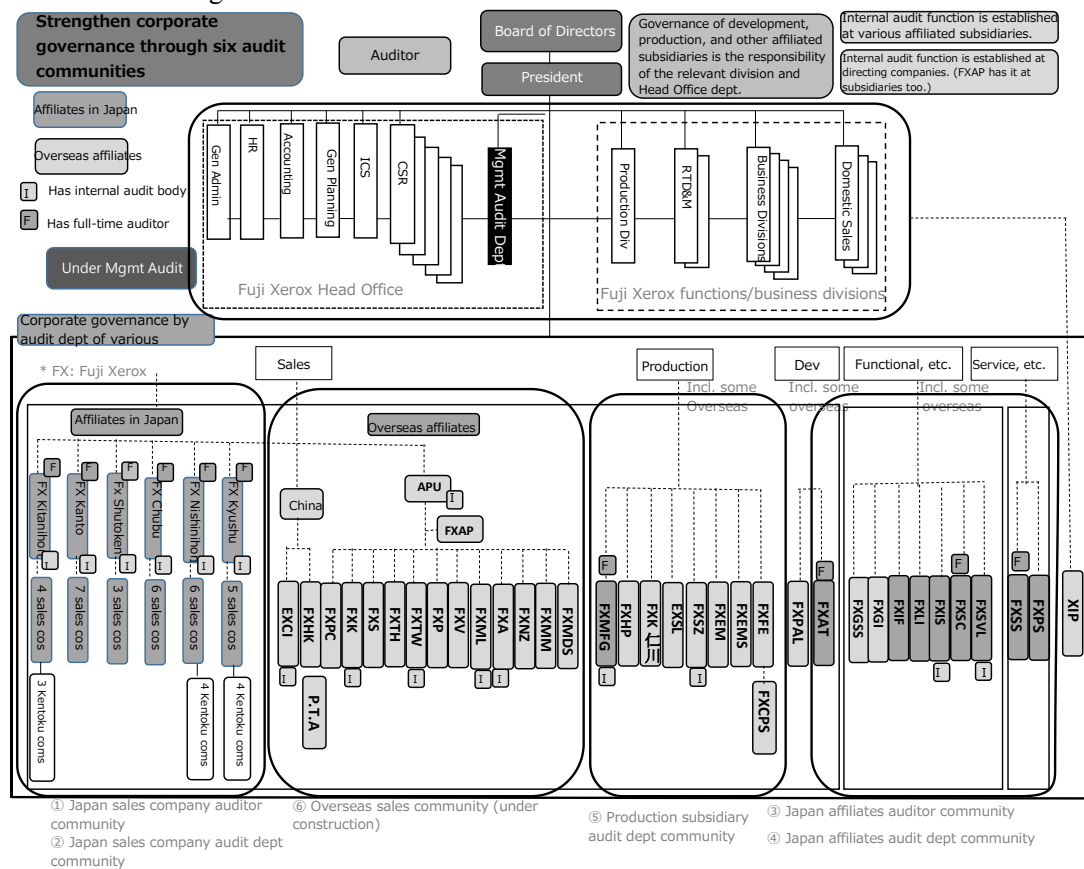 Strengthen corporate
governance through six audit
communities
Auditor
Board of Directors
President
Governance of development,
production, and other affiliated
subsidiaries is the responsibility
of the relevant division and
Head Office dept.
Internal audit function is established
at various affiliated subsidiaries.
Internal audit function is established at
directing companies. (FXAP has it at
subsidiaries too.)
Affiliates in Japan
Overseas affiliates
I Has internal audit body
F Has full-time auditor
Under Mgmt Audit
Gen Admin
HR
Accounting
Gen Planning
ICS
CSR
Mgmt Audit Dept
Production Div
RTD&M
Business Divisions
Domestic Sales
Fuji Xerox Head Office
Fuji Xerox functions/business divisions
Corporate governance by
audit dept of various
* FX: Fuji Xerox
Sales
Production
Incl. some
Overseas
Dev
Incl. some
overseas
Functional, etc.
Incl. some
overseas
Service, etc.
Affiliates in Japan
Overseas affiliates
F
F
F
F
F
F
FX Kitanihon
FX Kanto
Fx Shutoken
FX Chubu
FX Nishinihon
FX Kyushu
I
I
I
I
I
I
4 sales cos
7 sales cos
3 sales cos
6 sales cos
6 sales cos
5 sales cos
3 Kentoku coms
4 Kentoku coms
4 Kentoku coms
China
APU
I
FXAP
EXCI
FXHK
FXPC
FXK
FXS
FXTH
FXTW
FXP
FXV
FXML
FXA
FXNZ
FXMM
FXMDS
I
I
I
I
I
P.T.A
F
FXMFG
FXHP
FXIK 仁川
EXSL
FXSZ
FXEM
FXEMS
FXFE
I
I
FXCPS
F
FXPAL
FXAT
F
FXGSS
FXGI
FXIF
FXLI
FXIS
FXSC
FXSVL
I
I
F
FXSS
FXPS
XIP
① Japan sales company auditor
community
② Japan sales company audit dept
community
⑥ Overseas sales community (under
construction)
⑤ Production subsidiary
audit dept community
③ Japan affiliates auditor community
④ Japan affiliates audit dept community